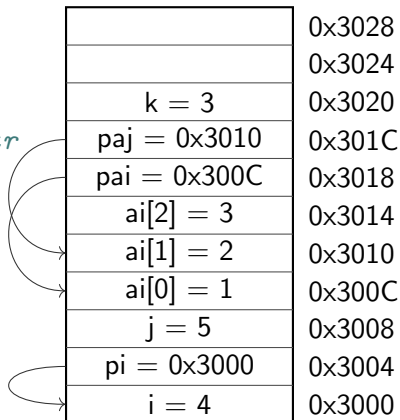 0x3028
0x3024
k = 3 0x3020
paj = 0x3010 0x301C
pai = 0x300C 0x3018
ai[2] = 3 0x3014
ai[1] = 2 0x3010
ai[0] = 1 0x300C
j = 5 0x3008
pi = 0x3000 0x3004
i = 4 0x3000